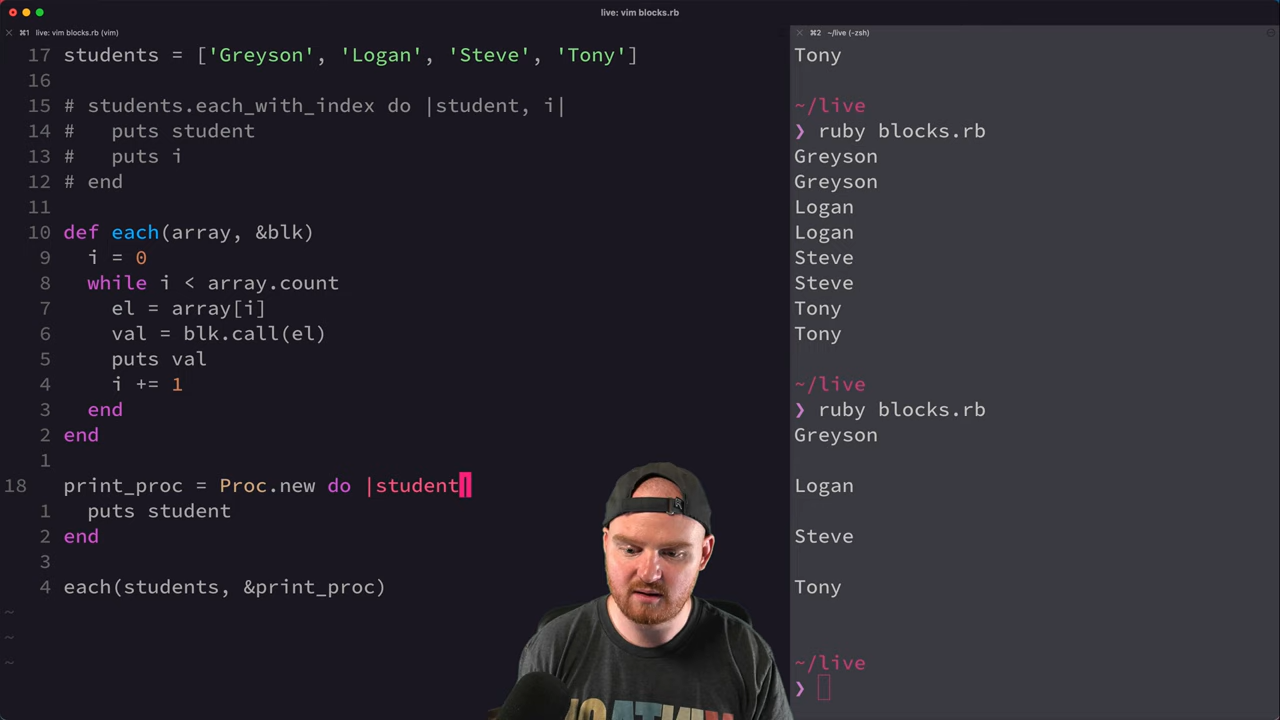 live: vim blocks.rb
⌘1 live: vim blocks.rb (vim)
17 students = ['Greyson', 'Logan', 'Steve', 'Tony']
16
15 # students.each_with_index do |student, i|
14 #   puts student
13 #   puts i
12 # end
11
10 def each(array, &blk)
9   i = 0
8   while i < array.count
7     el = array[i]
6     val = blk.call(el)
5     puts val
4     i += 1
3   end
2 end
1
18 print_proc = Proc.new do |student|
1   puts student
2 end
3
4 each(students, &print_proc)
~
~
~
⌘2 ~/live (-zsh)
Tony
~/live
❯ ruby blocks.rb
Greyson
Greyson
Logan
Logan
Steve
Steve
Tony
Tony
~/live
❯ ruby blocks.rb
Greyson
Logan
Steve
Tony
~/live
❯